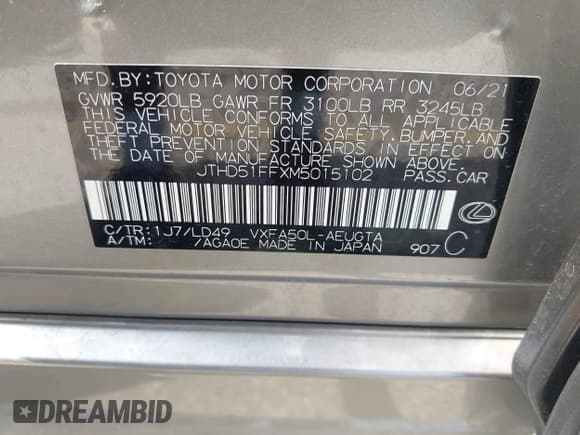 MFD.BY:TOYOTA MOTOR CORPORATION 06/21
GVWR 5920LB GAWR FR 3100LB RR 3245LB
THIS VEHICLE CONFORMS TO ALL APPLICABLE
FEDERAL MOTOR VEHICLE SAFETY,BUMPER,AND
THEFT PREVENTION STANDARDS IN EFFECT ON
THE DATE OF MANUFACTURE SHOWN ABOVE.
JTHD51FFXM5015102 PASS.CAR
C/TR:1J7/LD49 VXFA50L-AEUGTA
A/TM: /AGA0E MADE IN JAPAN 907 C
DREAMBID